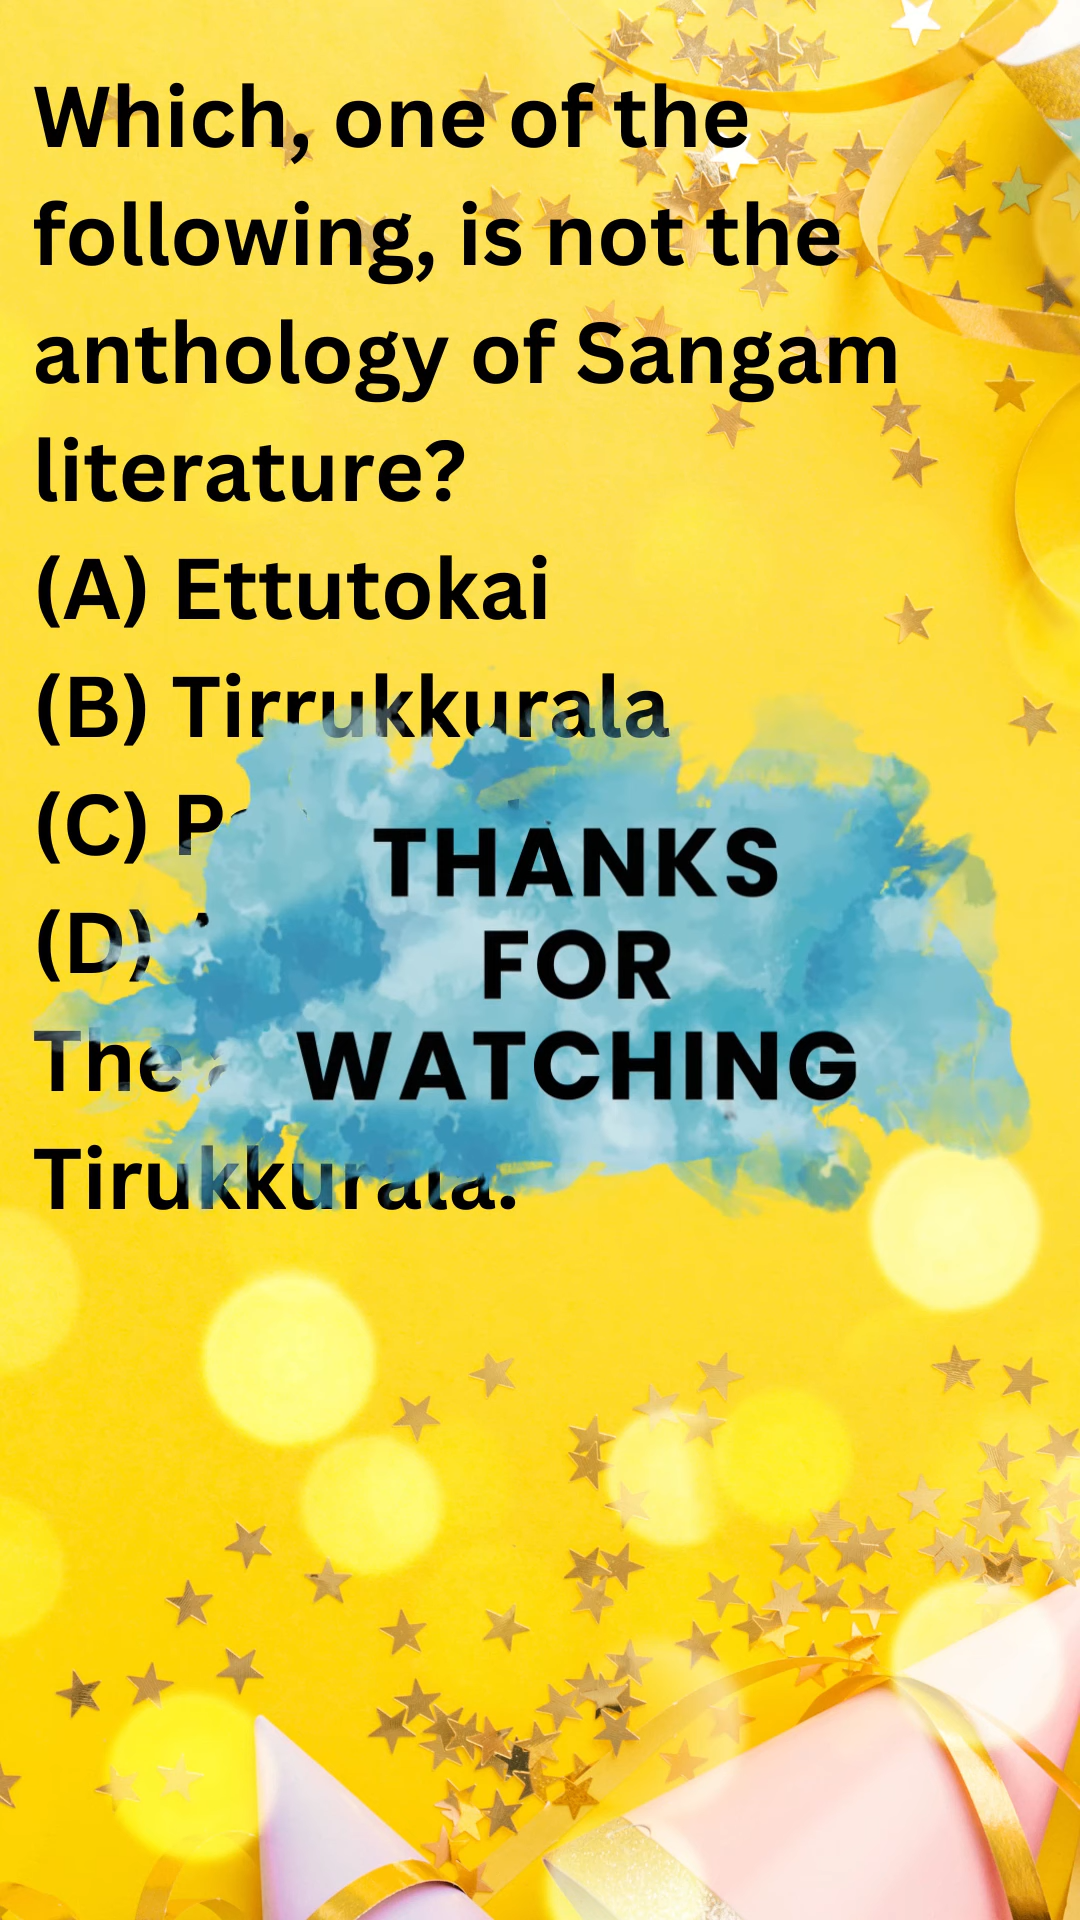 Which, one of the
following, is not the
anthology of Sangam
literature?
(A) Ettutokai
(B) Tirrukkurala
(C)
(D)
The
Tirukkurala.
THANKS
FOR
WATCHING